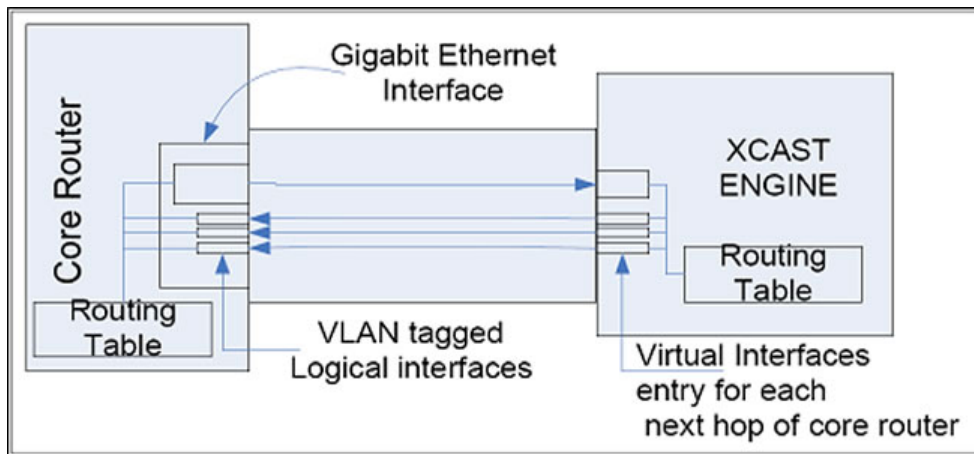 Core Router
Gigabit Ethernet
Interface
XCAST
ENGINE
Routing
Table
Routing
Table
VLAN tagged
Logical interfaces
Virtual Interfaces
entry for each
next hop of core router